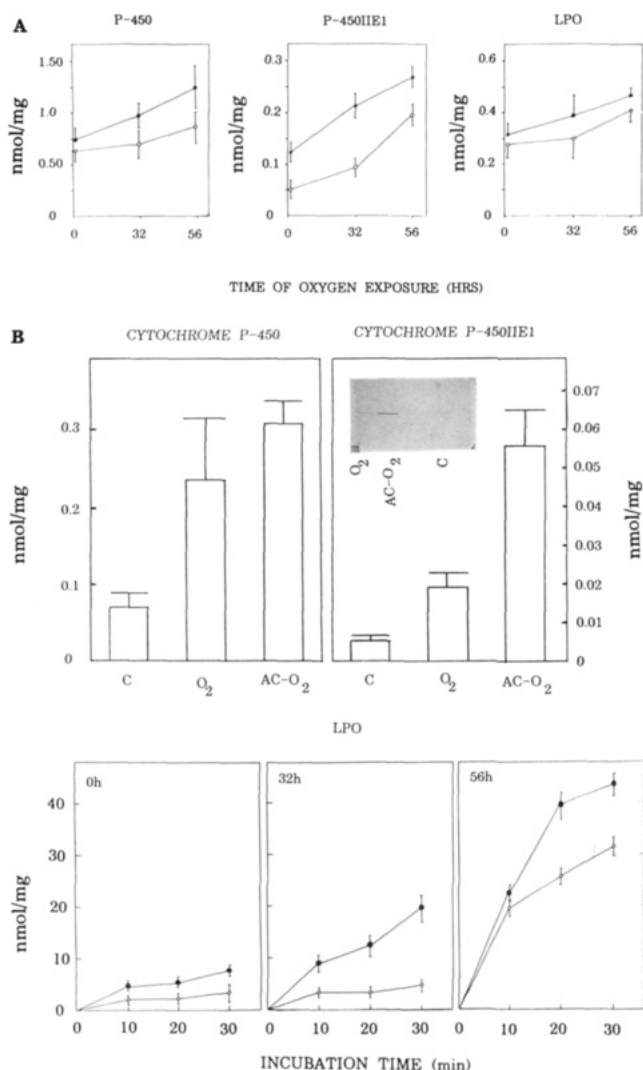 A
P-450
P-450IIE1
LPO
nmol/mg
1.50
1.00
0.50
0
nmol/mg
0.3
0.2
0.1
0
nmol/mg
0.6
0.4
0.2
0
0 32 56
0 32 56
0 32 56
TIME OF OXYGEN EXPOSURE (HRS)
B
CYTOCHROME P-450
CYTOCHROME P-450IIE1
nmol/mg
0.3
0.2
0.1
0
O2
AC-O2
C
0.07
0.06
0.05
0.04
0.03
0.02
0.01
0
nmol/mg
C O2 AC-O2
C O2 AC-O2
LPO
nmol/mg
40
30
20
10
0
0h
32h
56h
0 10 20 30
0 10 20 30
0 10 20 30
INCUBATION TIME (min)